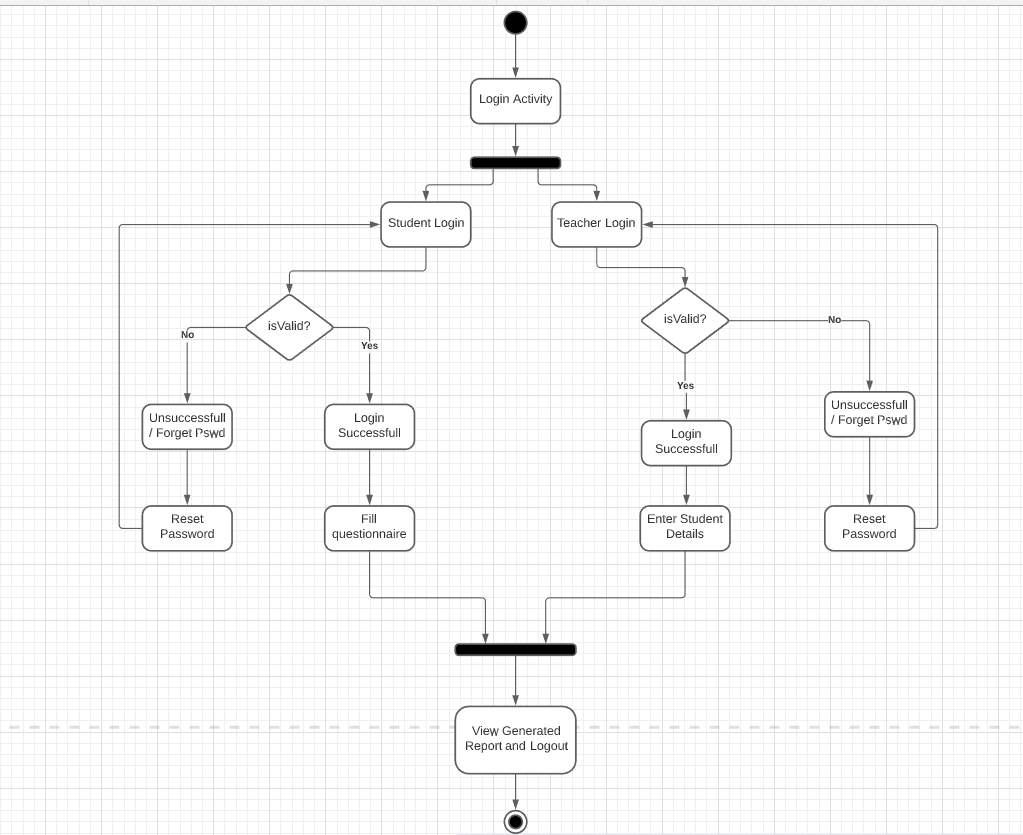 Login Activity
Student Login
Teacher Login
isValid?
isValid?
No
Yes
No
Yes
Unsuccessfull
/ Forget Pswd
Login
Successfull
Login
Successfull
Unsuccessfull
/ Forget Pswd
Reset
Password
Fill
questionnaire
Enter Student
Details
Reset
Password
View Generated
Report and Logout